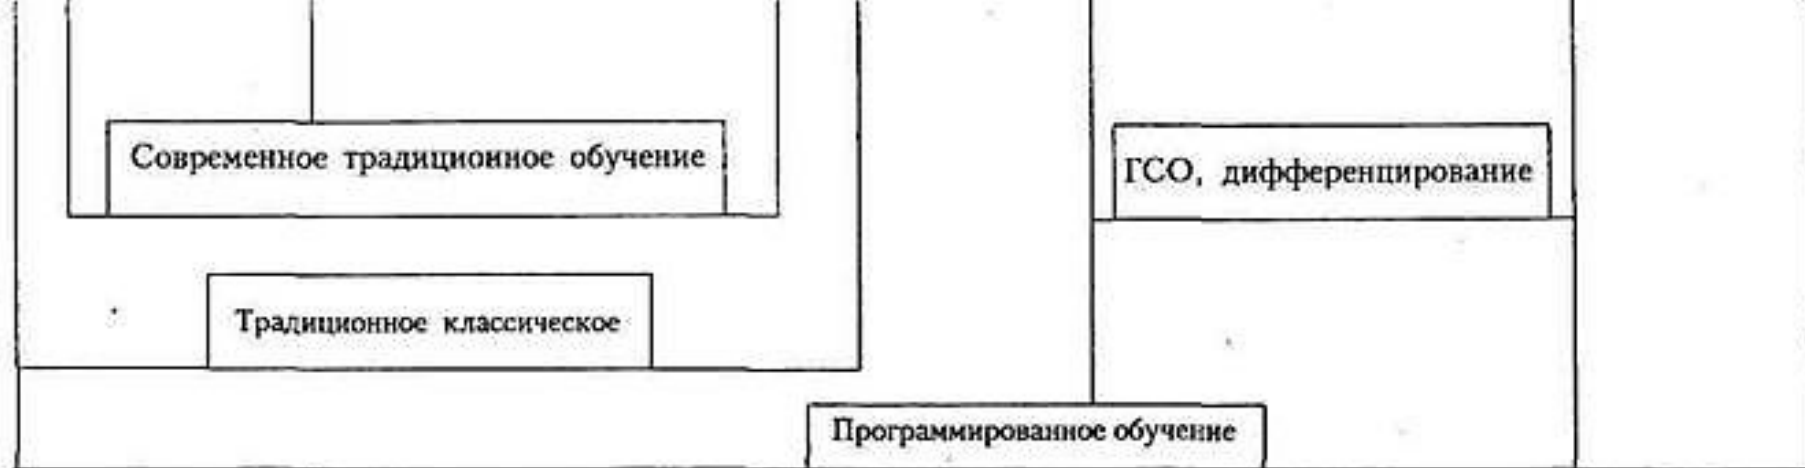 Современное традиционное обучение
ГСО, дифференцирование
Традиционное классическое
Программированное обучение